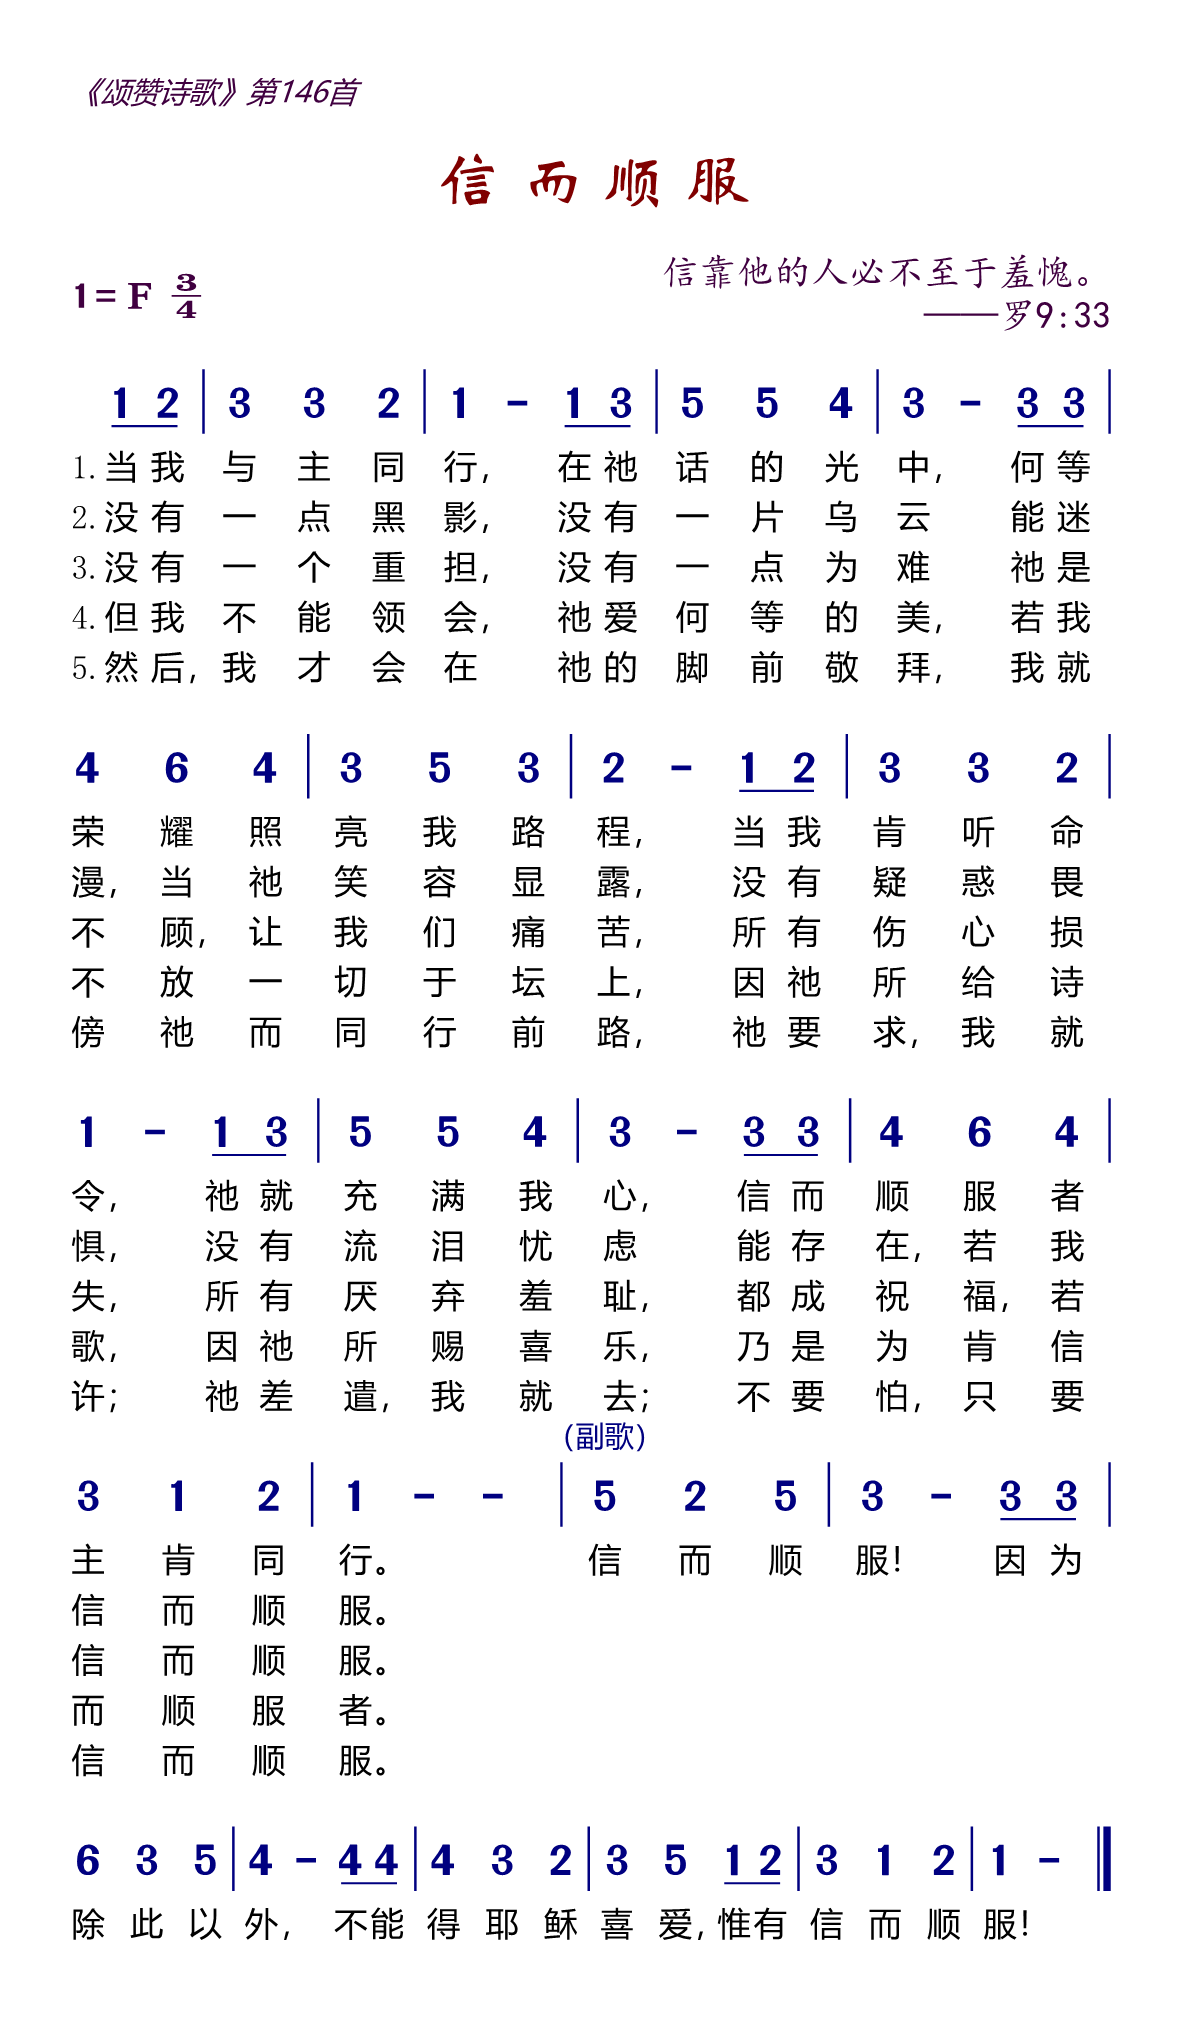 《颂赞诗歌》第146首
信而顺服
信靠他的人必不至于羞愧。
1=F 3/4
——罗9:33
1 2 | 3 3 2 | 1 - 1 3 | 5 5 4 | 3 - 3 3 |
1.当我 与 主 同 行, 在祂 话 的 光 中, 何等
2.没有 一 点 黑 影, 没有 一 片 乌 云 能迷
3.没有 一 个 重 担, 没有 一 点 为 难 祂是
4.但我 不 能 领 会, 祂爱 何 等 的 美, 若我
5.然后, 我 才 会 在 祂的 脚 前 敬 拜, 我就
4 6 4 | 3 5 3 | 2 - 1 2 | 3 3 2 |
荣 耀 照 亮 我 路 程, 当我 肯 听 命
漫, 当 祂 笑 容 显 露, 没有 疑 惑 畏
不 顾, 让 我 们 痛 苦, 所有 伤 心 损
不 放 一 切 于 坛 上, 因祂 所 给 诗
傍 祂 而 同 行 前 路, 祂要 求, 我 就
1 - 1 3 | 5 5 4 | 3 - 3 3 | 4 6 4 |
令, 祂就 充 满 我 心, 信而 顺 服 者
惧, 没有 流 泪 忧 虑 能存 在, 若 我
失, 所有 厌 弃 羞 耻, 都成 祝 福, 若
歌, 因祂 所 赐 喜 乐, 乃是 为 肯 信
许; 祂差 遣, 我 就 去; 不要 怕, 只 要
(副歌)
3 1 2 | 1 - - | 5 2 5 | 3 - 3 3 |
主 肯 同 行。 信 而 顺 服! 因为
信 而 顺 服。
信 而 顺 服。
而 顺 服 者。
信 而 顺 服。
6 3 5 | 4 - 4 4 | 4 3 2 | 3 5 1 2 | 3 1 2 | 1 - ‖
除 此 以 外, 不能 得 耶 稣 喜 爱, 惟有 信 而 顺 服!